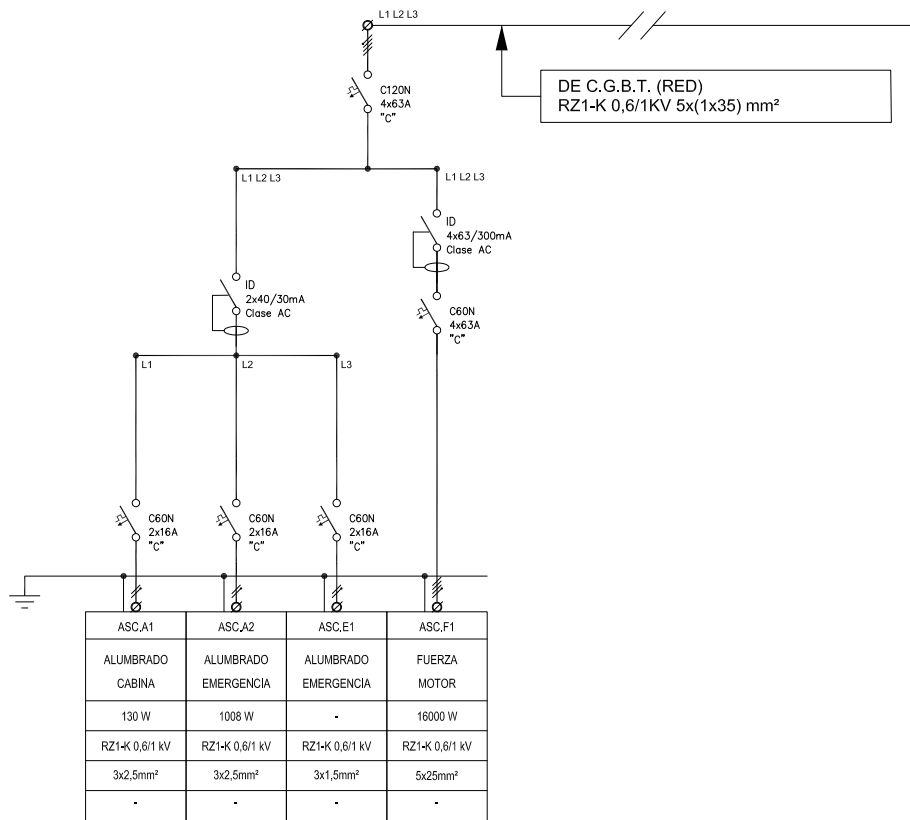 L1 L2 L3
DE C.G.B.T. (RED)
RZ1-K 0,6/1KV 5x(1x35) mm²
C120N
4x63A
"C"
L1 L2 L3
L1 L2 L3
ID
4x63/300mA
Clase AC
ID
2x40/30mA
Clase AC
C60N
4x63A
"C"
L1
L2
L3
C60N
2x16A
"C"
C60N
2x16A
"C"
C60N
2x16A
"C"
ASC.A1
ASC.A2
ASC.E1
ASC.F1
ALUMBRADO
CABINA
ALUMBRADO
EMERGENCIA
ALUMBRADO
EMERGENCIA
FUERZA
MOTOR
130 W
1008 W
-
16000 W
RZ1-K 0,6/1 kV
RZ1-K 0,6/1 kV
RZ1-K 0,6/1 kV
RZ1-K 0,6/1 kV
3x2,5mm²
3x2,5mm²
3x1,5mm²
5x25mm²
-
-
-
-